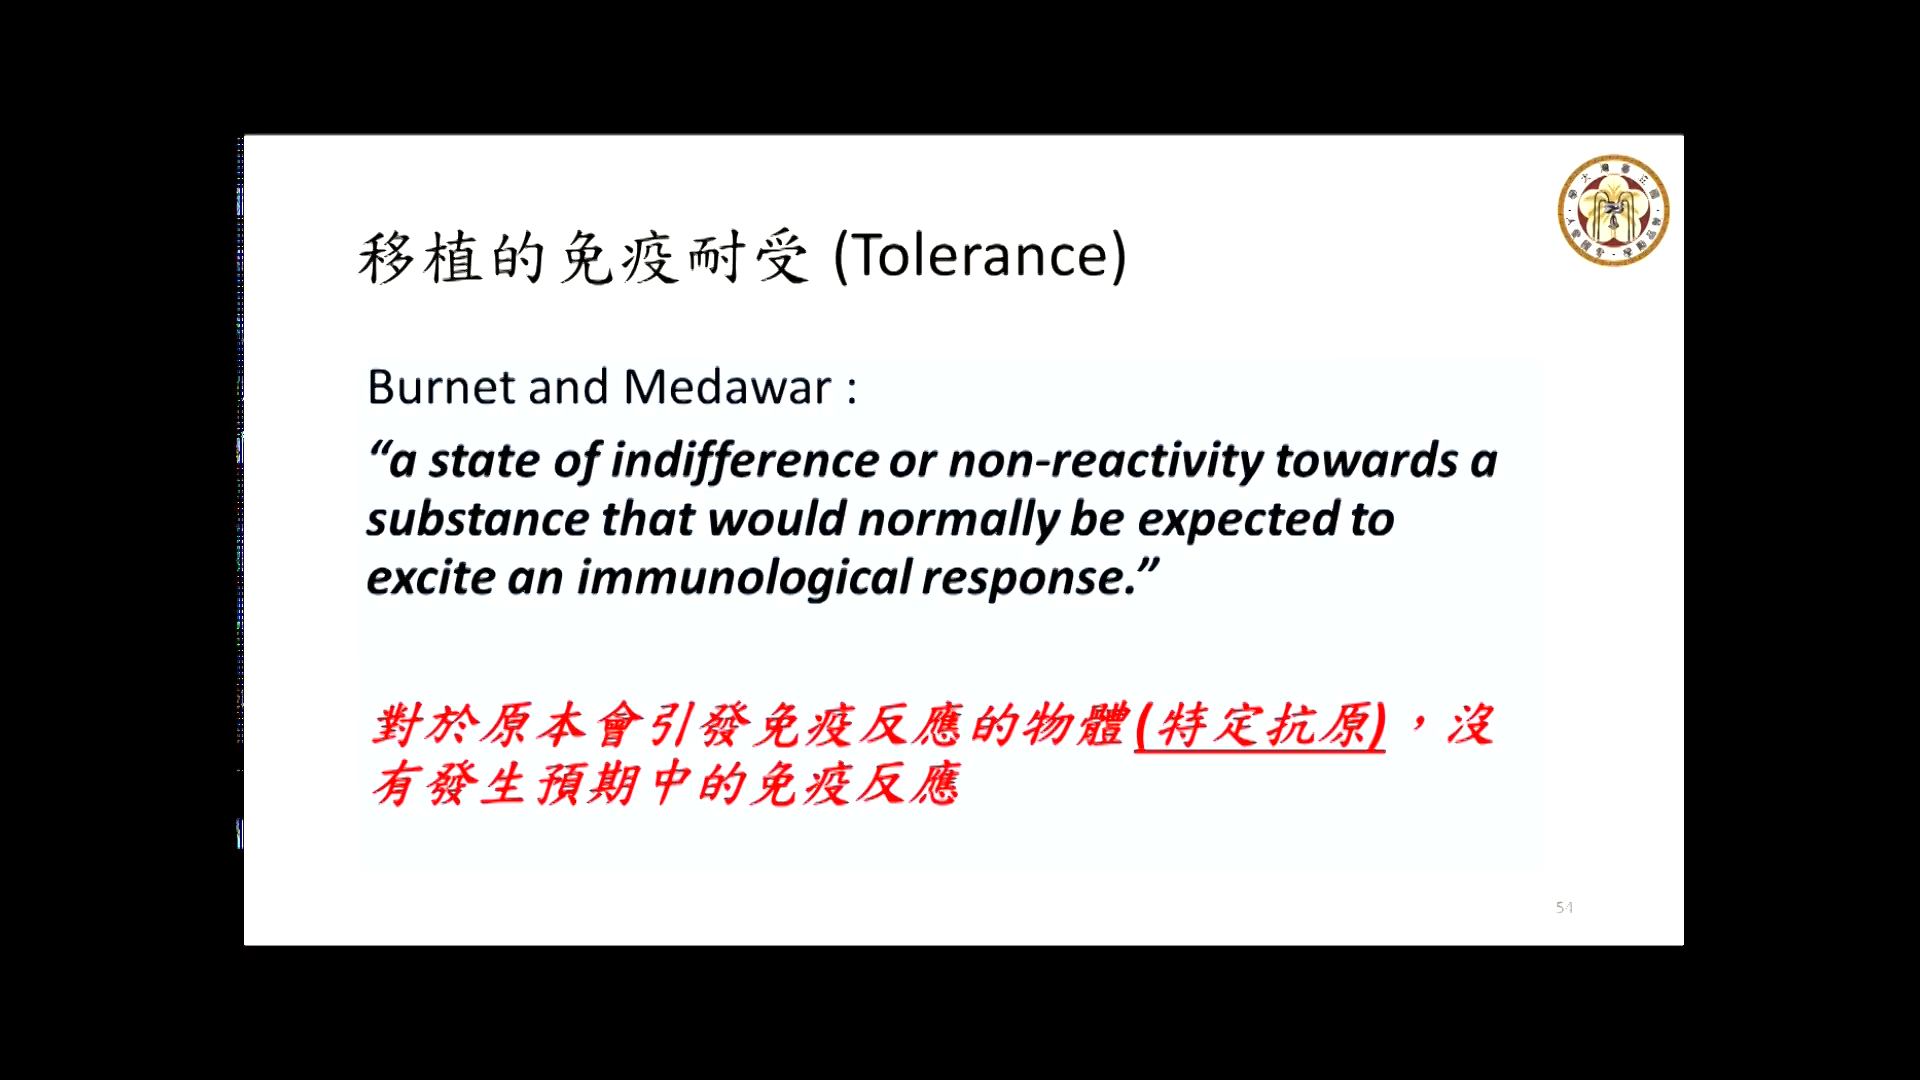 移植的免疫耐受 (Tolerance)
Burnet and Medawar :
“a state of indifference or non-reactivity towards a
substance that would normally be expected to
excite an immunological response.”
對於原本會引發免疫反應的物體(特定抗原)，沒
有發生預期中的免疫反應
54